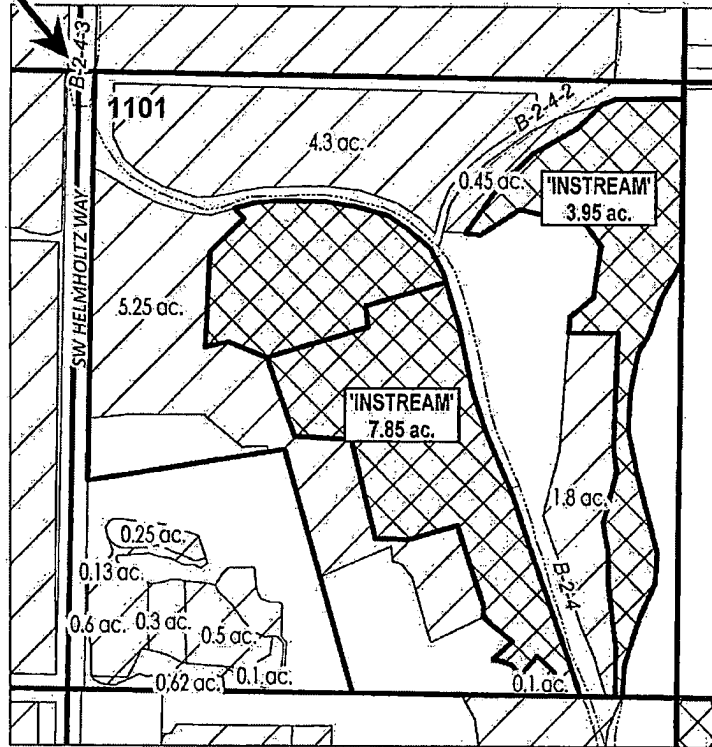 B-2-4-3
1101
4.3 ac.
B-2-4-2
0.45 ac.
'INSTREAM'
3.95 ac.
SW HELMHOLTZ WAY
5.25 ac.
'INSTREAM'
7.85 ac.
1.8 ac.
B-2-4
0.25 ac.
0.13 ac.
0.6 ac.
0.3 ac.
0.5 ac.
0.62 ac.
0.1 ac.
0.1 ac.